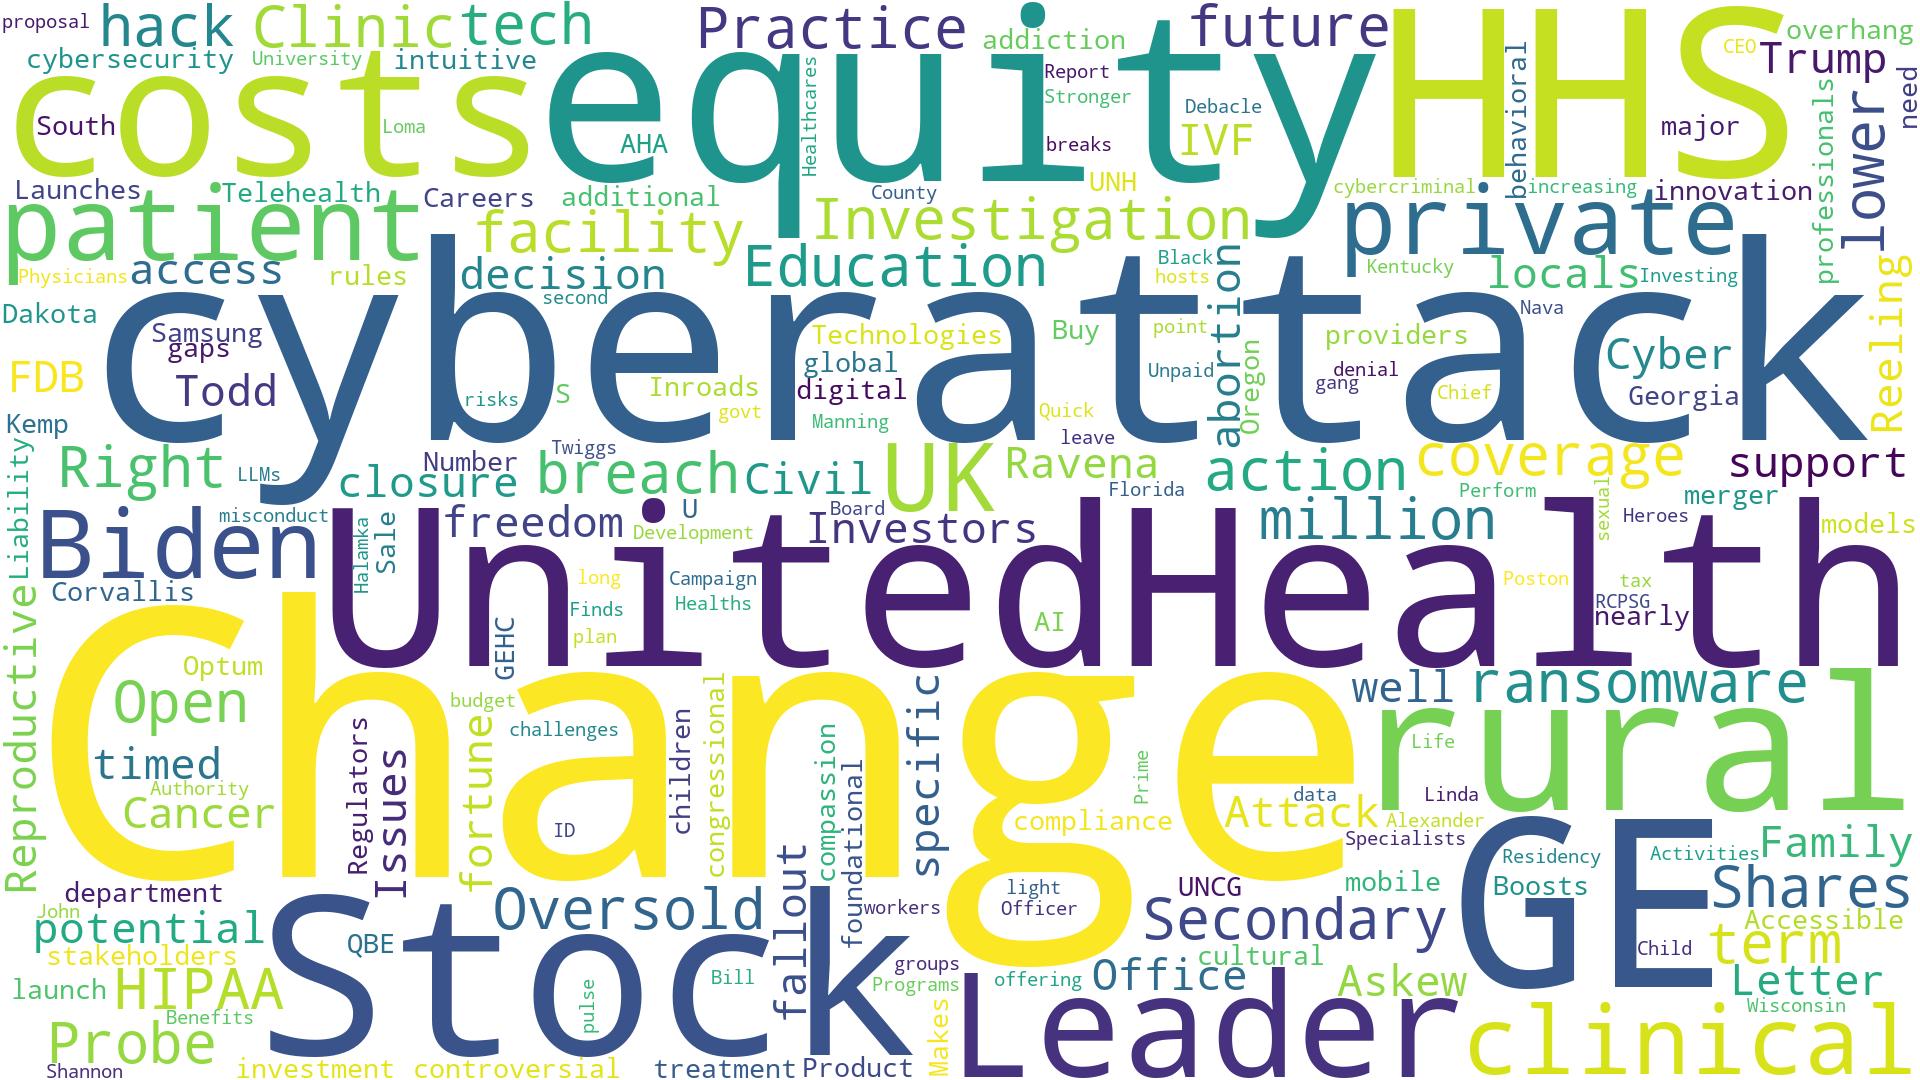 proposal
hack
Clinic
tech
Practice
equity
future
HHS
overhang
cybersecurity
University
intuitive
addiction
CEO
Trump
costs
South
Loma
AHA
Healthcares
Report
Stronger
breaks
Debacle
IVF
behavioral
major
professionals
lower
need
Launches
Telehealth
Careers
additional
County
UNH
cybercriminal
increasing
innovation
patient
facility
Investigation
private
Physicians
access
rules
decision
second
Education
Black
hosts
abortion
Kentucky
locals
Investing
Reeling
Dakota
Samsung
gaps
cyberattack
Technologies
global
Buy
point
providers
Nava
Cyber
FDB
Todd
risks
S
Inroads
govt
digital
Manning
Quick
Unpaid
Oregon
gang
denial
Chief
Georgia
Kemp
Right
LLMs
closure
Number
Twiggs
breach
Civil
UK
leave
Ravena
Florida
action
coverage
Perform
support
Liability
misconduct
Biden
Halamka
Sale
freedom
U
Development
Board
Investors
million
sexual
merger
Heroes
models
Corvallis
UnitedHealth
long
Finds
plan
Campaign
Healths
AI
Poston
tax
RCPSG
nearly
Reproductive
Optum
Open
GEHC
budget
challenges
congressional
children
specific
well
ransomware
timed
Authority
Cancer
Regulators
Issues
fortune
ID
Change
compassion
foundational
Prime
compliance
Attack
data
Life
Linda
Alexander
Specialists
rural
department
John
potential
stakeholders
Oversold
fallout
workers
light
Officer
UNCG
Secondary
mobile
Residency
Boosts
Activities
Family
Shares
Accessible
GE
Child
term
QBE
Stock
pulse
Bill
groups
Programs
offering
Office
cultural
Askew
Letter
Wisconsin
launch
HIPAA
Benefits
Probe
Shannon
investment
controversial
treatment
Product
Makes
Leader
clinical